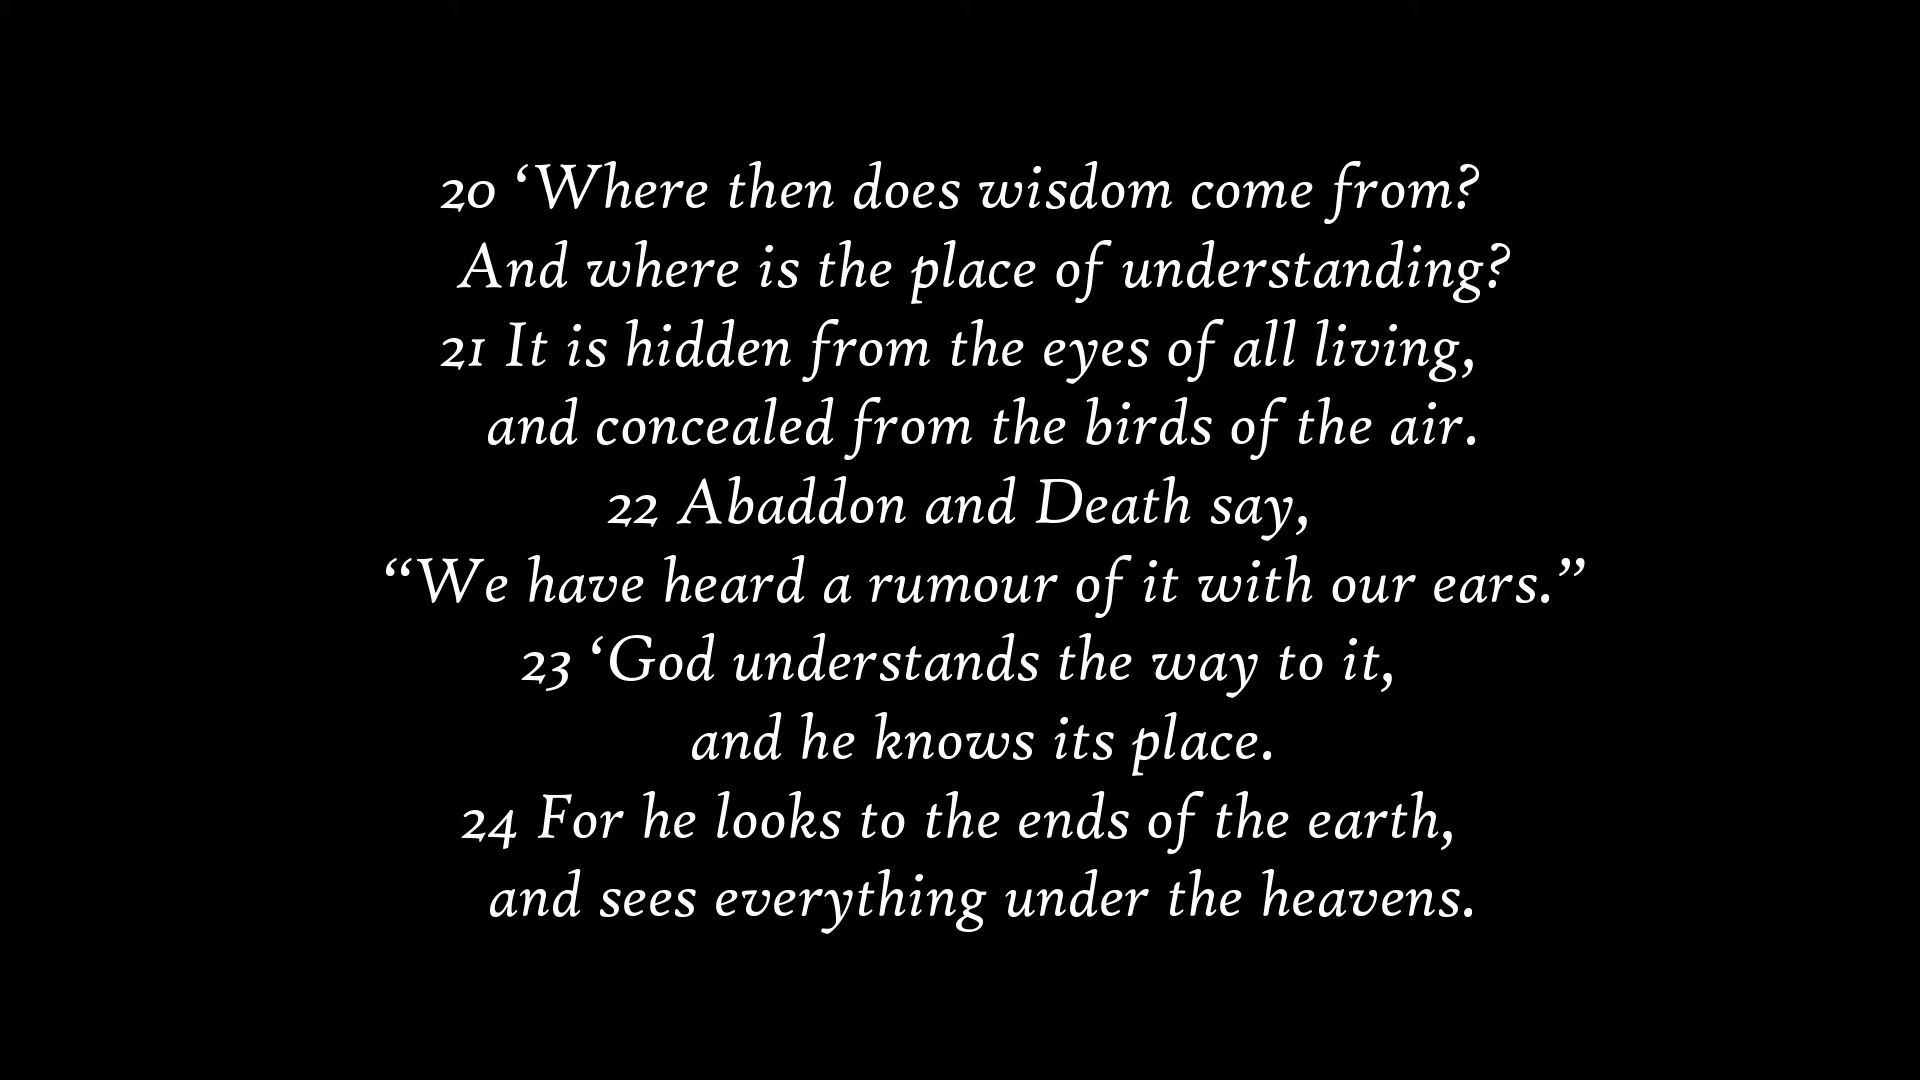 20 ‘Where then does wisdom come from?
And where is the place of understanding?
21 It is hidden from the eyes of all living,
and concealed from the birds of the air.
22 Abaddon and Death say,
“We have heard a rumour of it with our ears.”
23 ‘God understands the way to it,
and he knows its place.
24 For he looks to the ends of the earth,
and sees everything under the heavens.